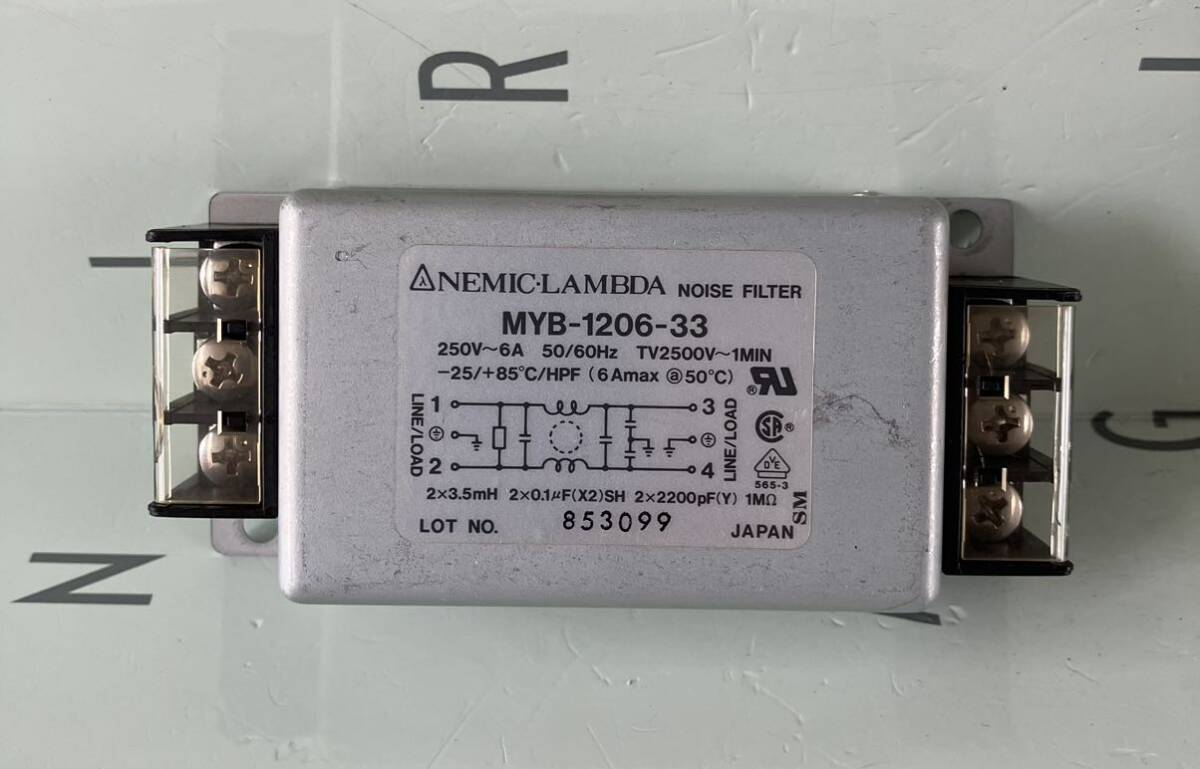 NEMIC·LAMBDA NOISE FILTER
MYB-1206-33
250V~6A 50/60Hz TV2500V~1MIN
-25/+85°C/HPF (6Amax @50°C)
LINE/LOAD
1
2
3
4
LINE/LOAD
SA ®
VDE
565-3
2×3.5mH 2×0.1μF(X2)SH 2×2200pF(Y) 1MΩ
LOT NO. 853099
JAPAN
SM
R
I
N
G